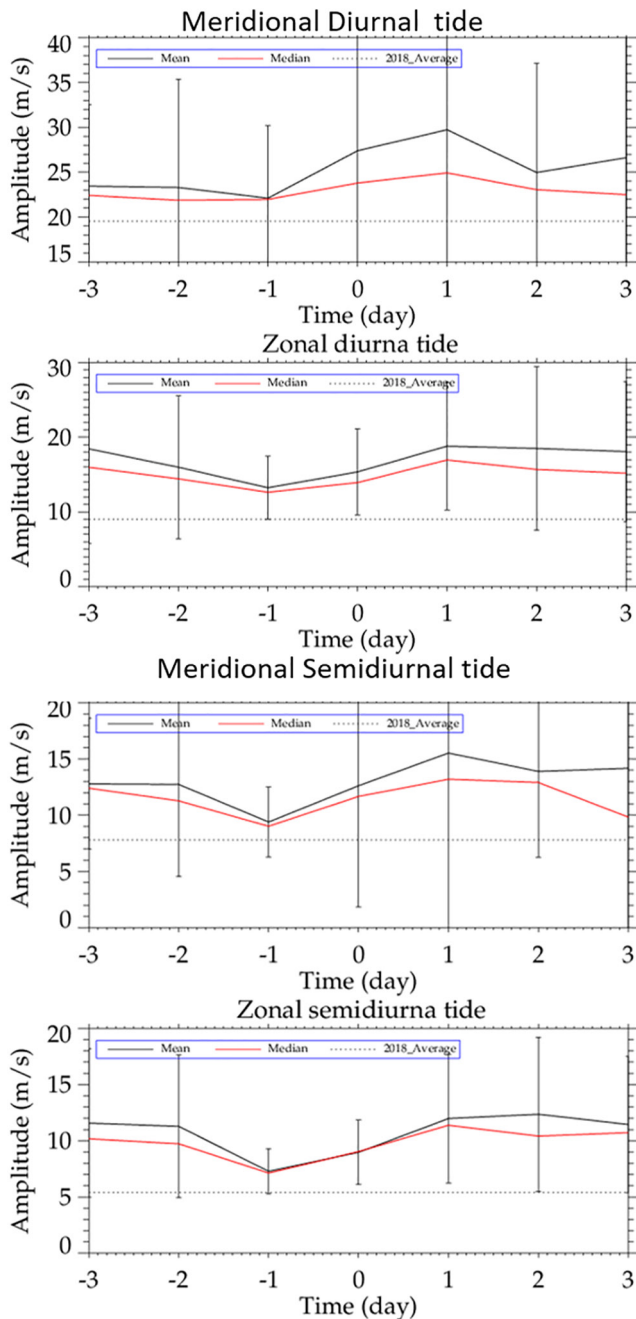 Meridional Diurnal tide
Amplitude (m/s)
40
35
30
25
20
15
Mean Median 2018_Average
-3 -2 -1 0 1 2 3
Time (day)
Zonal diurna tide
Amplitude (m/s)
30
20
10
0
Mean Median 2018_Average
-3 -2 -1 0 1 2 3
Time (day)
Meridional Semidiurnal tide
Amplitude (m/s)
20
15
10
5
0
Mean Median 2018_Average
-3 -2 -1 0 1 2 3
Time (day)
Zonal semidiurna tide
Amplitude (m/s)
20
15
10
5
0
Mean Median 2018_Average
-3 -2 -1 0 1 2 3
Time (day)